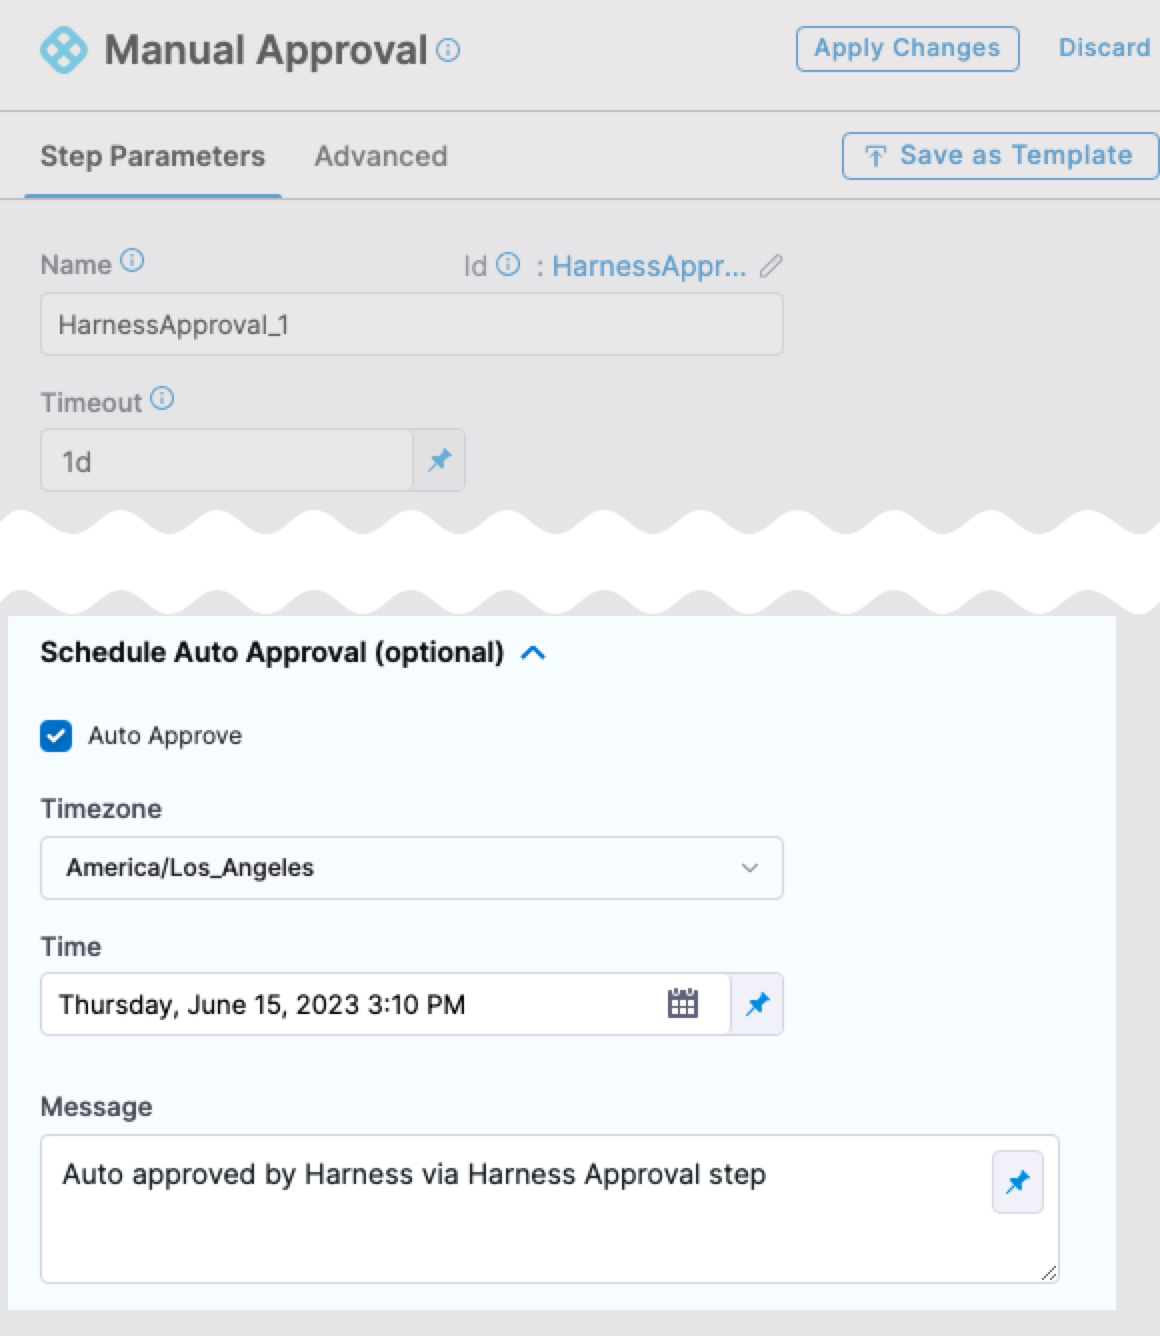 Manual Approval
Apply Changes
Discard
Step Parameters
Advanced
Save as Template
Name
Id : HarnessAppr...
HarnessApproval_1
Timeout
1d
Schedule Auto Approval (optional)
Auto Approve
Timezone
America/Los_Angeles
Time
Thursday, June 15, 2023 3:10 PM
Message
Auto approved by Harness via Harness Approval step